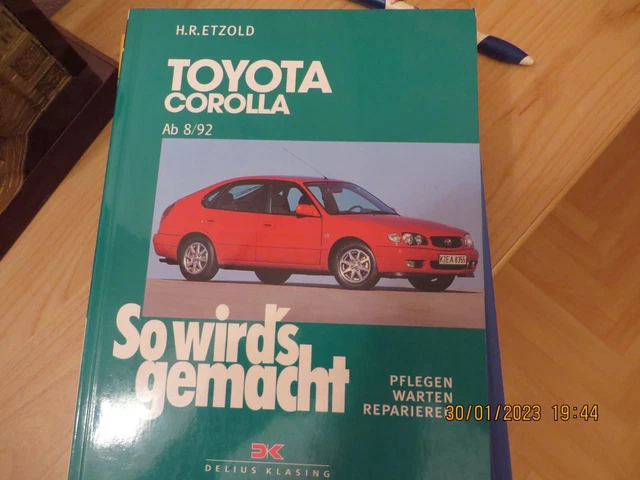 H.R.ETZOLD
TOYOTA
COROLLA
Ab 8/92
So wird's
gemacht
PFLEGEN
WARTEN
REPARIEREN
30/01/2023 19:44
DELIUS KLASING